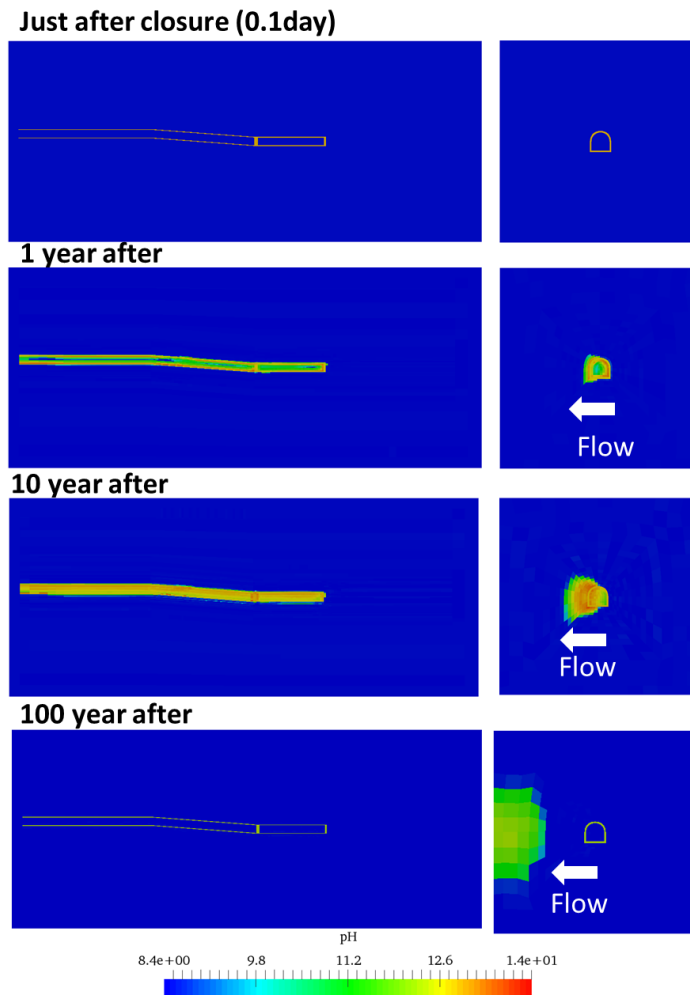 Just after closure (0.1day)
1 year after
Flow
10 year after
Flow
100 year after
Flow
pH
8.4e+00 9.8 11.2 12.6 1.4e+01